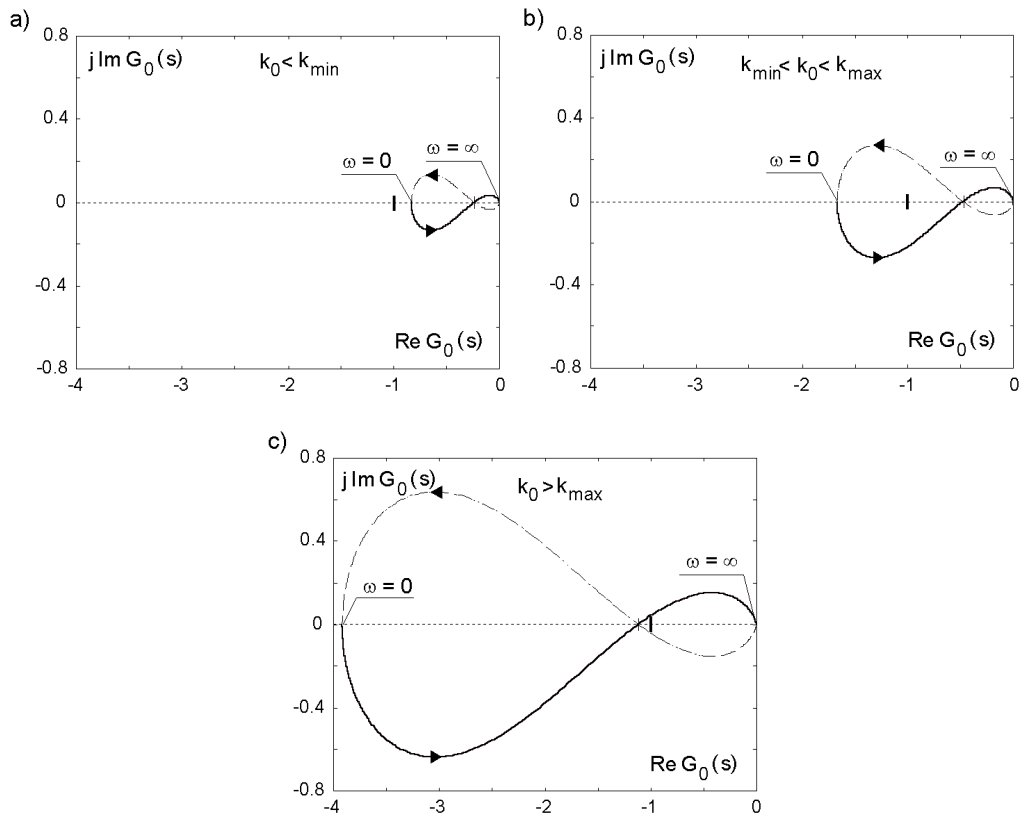 a)
0.8
j Im G0(s)
k0 < kmin
0.4
ω = 0
ω = ∞
0
-0.4
Re G0(s)
-0.8
-4 -3 -2 -1 0
b)
0.8
j Im G0(s)
kmin < k0 < kmax
0.4
ω = 0
ω = ∞
0
-0.4
Re G0(s)
-0.8
-4 -3 -2 -1 0
c)
0.8
j Im G0(s)
k0 > kmax
0.4
ω = 0
ω = ∞
0
-0.4
Re G0(s)
-0.8
-4 -3 -2 -1 0